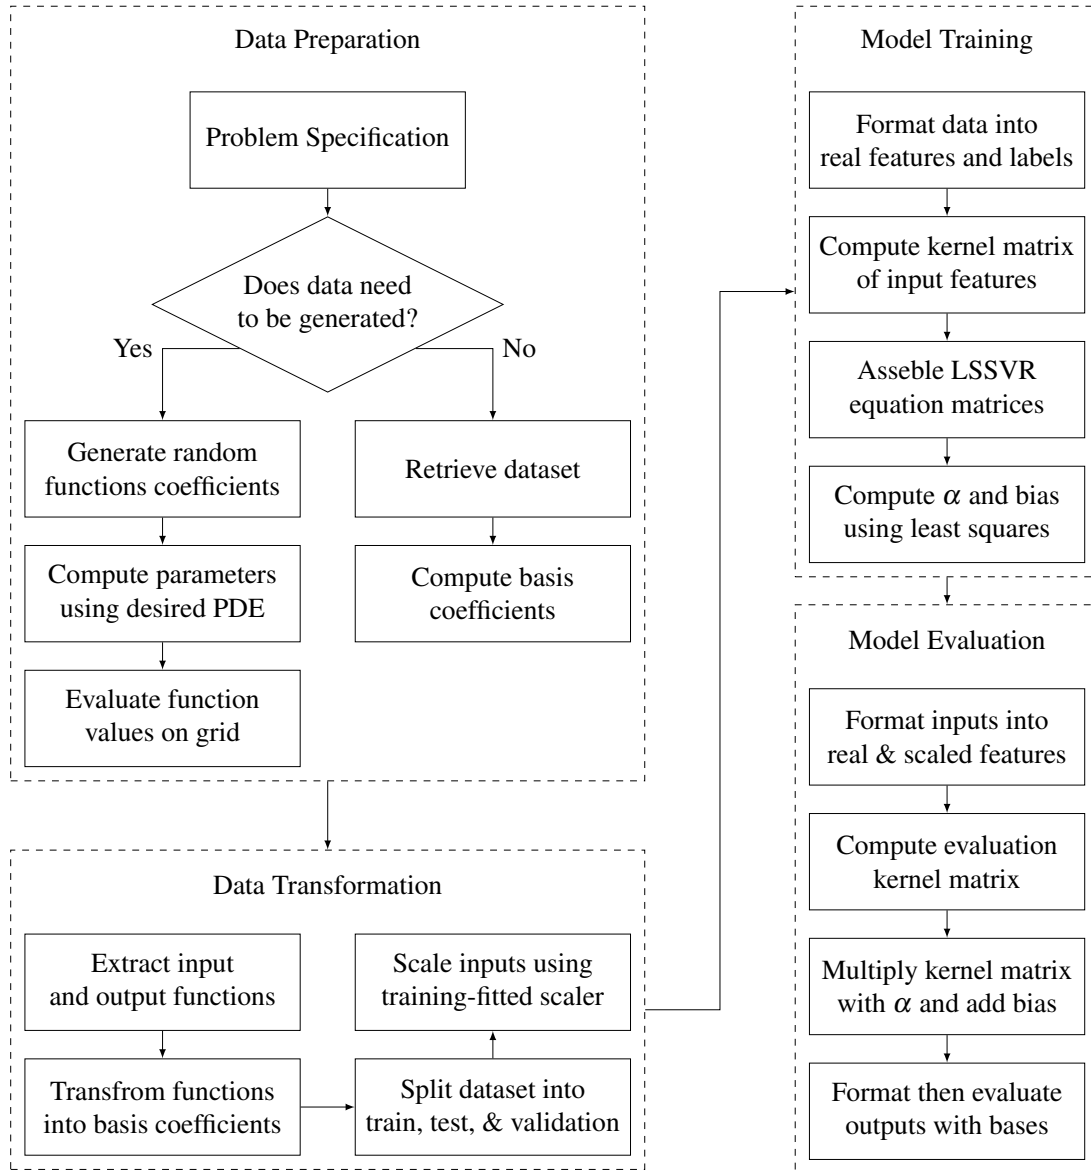 Data Preparation
Problem Specification
Does data need
to be generated?
Yes
No
Generate random
functions coefficients
Compute parameters
using desired PDE
Evaluate function
values on grid
Retrieve dataset
Compute basis
coefficients
Data Transformation
Extract input
and output functions
Transfrom functions
into basis coefficients
Split dataset into
train, test, & validation
Scale inputs using
training-fitted scaler
Model Training
Format data into
real features and labels
Compute kernel matrix
of input features
Asseble LSSVR
equation matrices
Compute α and bias
using least squares
Model Evaluation
Format inputs into
real & scaled features
Compute evaluation
kernel matrix
Multiply kernel matrix
with α and add bias
Format then evaluate
outputs with bases